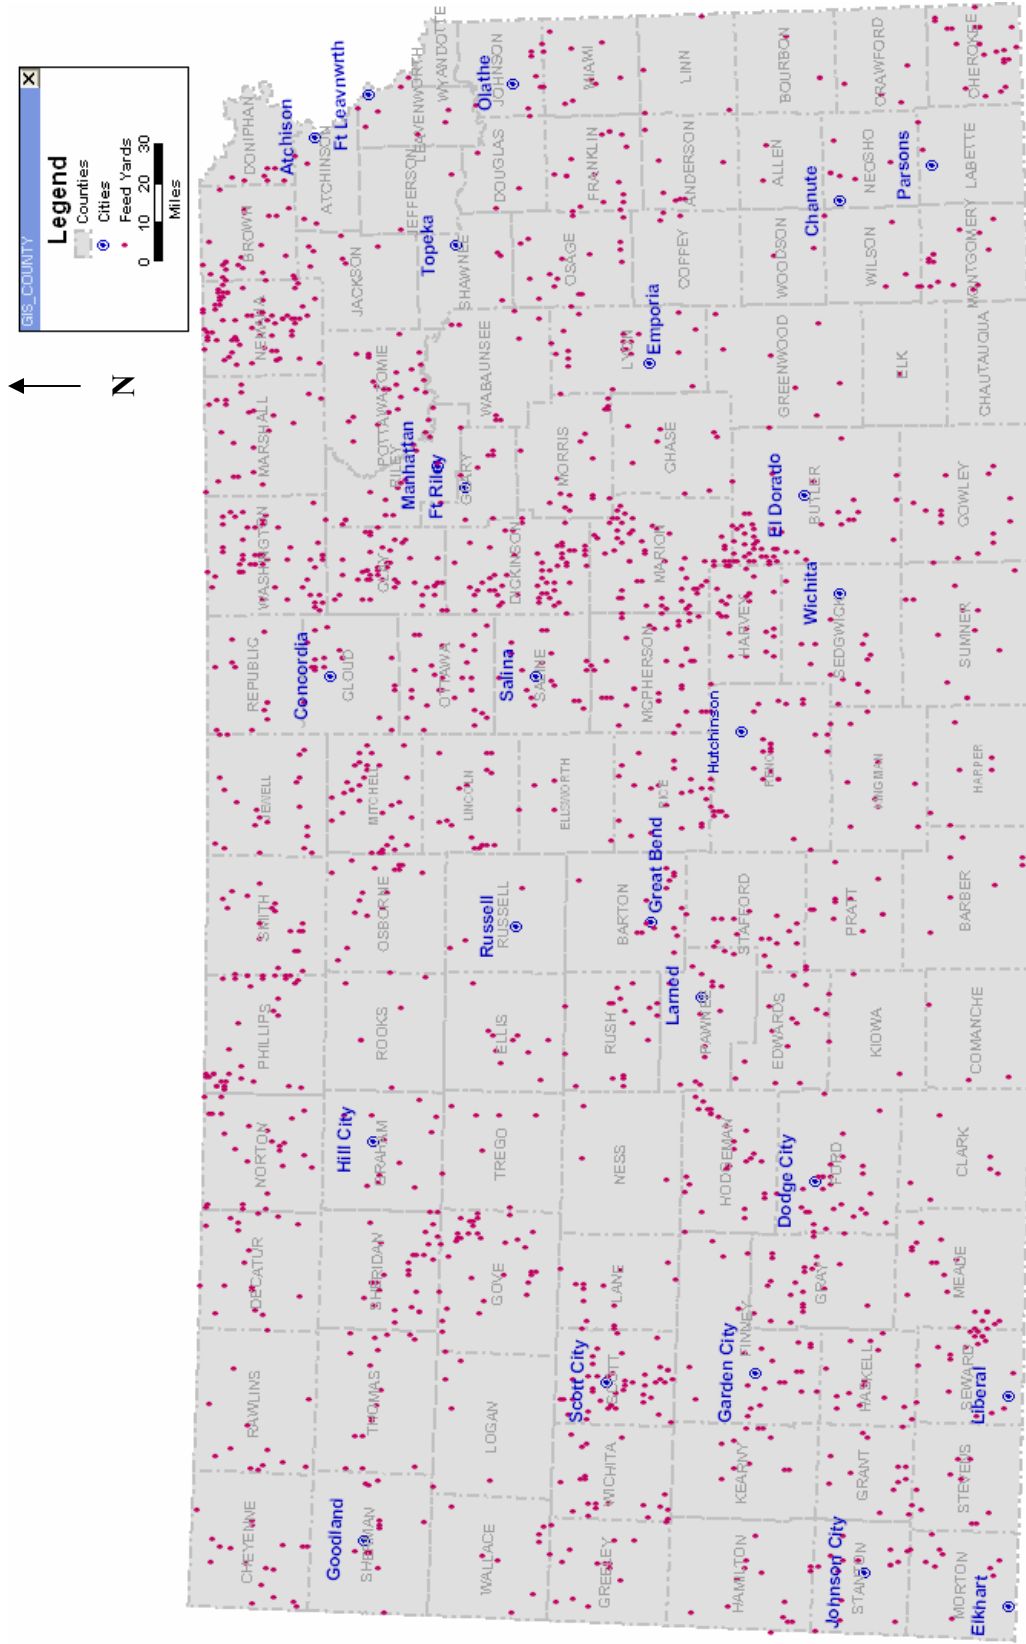 GIS_COUNTY
X
Legend
Counties
Cities
Feed Yards
0 10 20 30
Miles
N
CHEYENNE
RAWLINS
DECATUR
NORTON
PHILLIPS
SMITH
JEWELL
REPUBLIC
WASHINGTON
MARSHALL
NEMAHA
BROWN
DONIPHAN
Atchison
ATCHINSON
Goodland
SHERMAN
THOMAS
SHERIDAN
Hill City
GRAHAM
ROOKS
OSBORNE
MITCHELL
Concordia
CLOUD
CLAY
RILEY
POTTAWATOMIE
JACKSON
JEFFERSON
Ft Leavnwrth
LEAVENWORTH
WYANDOTTE
Manhattan
Ft Riley
GEARY
Topeka
SHAWNEE
WALLACE
LOGAN
GOVE
TREGO
ELLIS
Russell
RUSSELL
LINCOLN
OTTAWA
DICKINSON
WABAUNSEE
DOUGLAS
Olathe
JOHNSON
Salina
SALINE
ELLSWORTH
MORRIS
OSAGE
FRANKLIN
MIAMI
GREELEY
WICHITA
Scott City
SCOTT
LANE
NESS
RUSH
BARTON
Great Bend
RICE
MCPHERSON
MARION
CHASE
LYON
Emporia
COFFEY
ANDERSON
LINN
Larned
PAWNEE
HAMILTON
KEARNY
Garden City
FINNEY
HODGEMAN
EDWARDS
STAFFORD
Hutchinson
RENO
HARVEY
El Dorado
BUTLER
GREENWOOD
WOODSON
ALLEN
BOURBON
Johnson City
STANTON
GRANT
HASKELL
GRAY
Dodge City
FORD
KIOWA
PRATT
KINGMAN
Wichita
SEDGWICK
Chanute
WILSON
NEOSHO
CRAWFORD
Elkhart
MORTON
STEVENS
Liberal
SEWARD
MEADE
CLARK
COMANCHE
BARBER
HARPER
SUMNER
COWLEY
ELK
CHAUTAUQUA
MONTGOMERY
Parsons
LABETTE
CHEROKEE